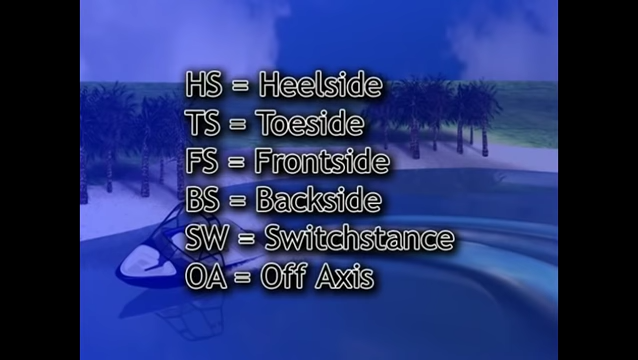 HS = Heelside
TS = Toeside
FS = Frontside
BS = Backside
SW = Switchstance
OA = Off Axis